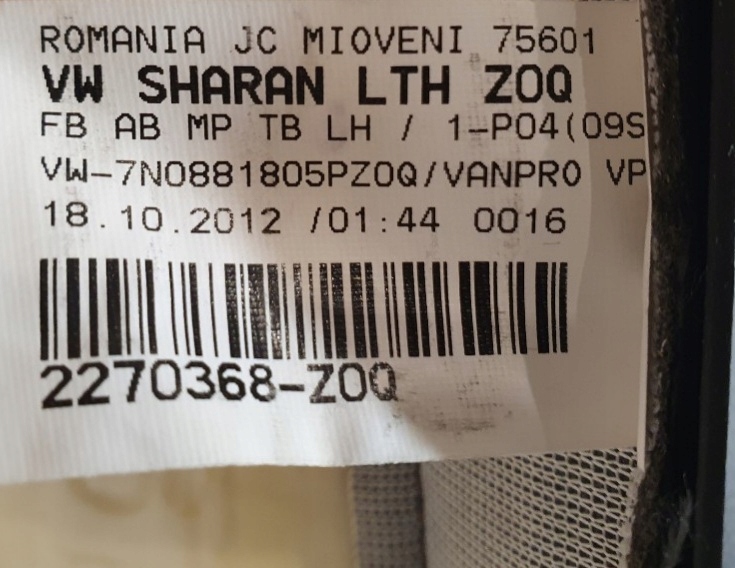 ROMANIA JC MIOVENI 75601
VW SHARAN LTH ZOQ
FB AB MP TB LH / 1-P04(09S
VW-7N0881805PZOQ/VANPRO VP
18.10.2012 /01:44 0016
2270368-ZOQ